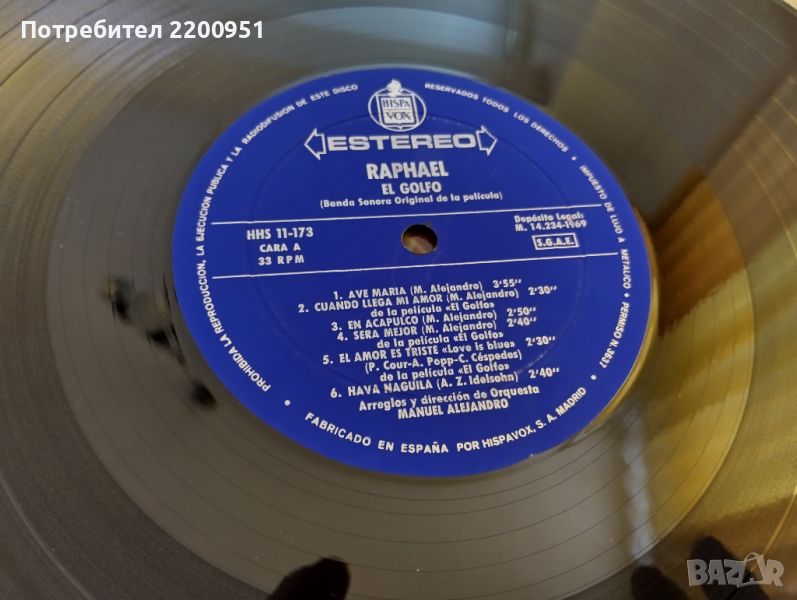 Потребител 2200951
PROHIBIDA LA REPRODUCCION, LA EJECUCION PUBLICA Y LA RADIODIFUSION DE ESTE DISCO
RESERVADOS TODOS LOS DERECHOS • IMPUESTO DE LUJO A METALICO • PERMISO N. 3637 •
HISPA
VOX
ESTEREO
RAPHAEL
EL GOLFO
(Banda Sonora Original de la película)
HHS 11-173
CARA A
33 RPM
Depósito Legal:
M. 14.234-1969
S.G.A.E.
1. AVE MARIA (M. Alejandro) 3'55''
2. CUANDO LLEGA MI AMOR (M. Alejandro) 2'30''
de la película «El Golfo»
3. EN ACAPULCO (M. Alejandro) 2'50''
4. SERA MEJOR (M. Alejandro) 2'40''
de la película «El Golfo»
5. EL AMOR ES TRISTE «Love is blue» 2'30''
(P. Cour-A. Popp-C. Céspedes)
de la película «El Golfo»
6. HAVA NAGUILA (A. Z. Idelsohn) 2'40''
Arreglos y dirección de Orquesta
MANUEL ALEJANDRO
• FABRICADO EN ESPAÑA POR HISPAVOX, S. A. MADRID •
BAZAR